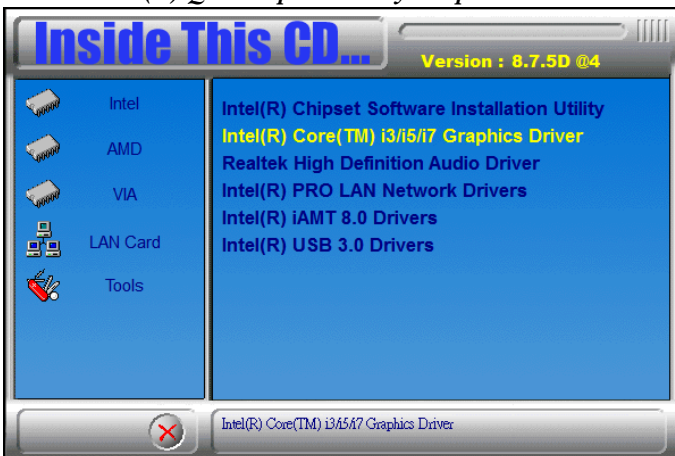 Inside This CD...
Version : 8.7.5D @4
Intel
AMD
VIA
LAN Card
Tools
Intel(R) Chipset Software Installation Utility
Intel(R) Core(TM) i3/i5/i7 Graphics Driver
Realtek High Definition Audio Driver
Intel(R) PRO LAN Network Drivers
Intel(R) iAMT 8.0 Drivers
Intel(R) USB 3.0 Drivers
Intel(R) Core(TM) i3/i5/i7 Graphics Driver